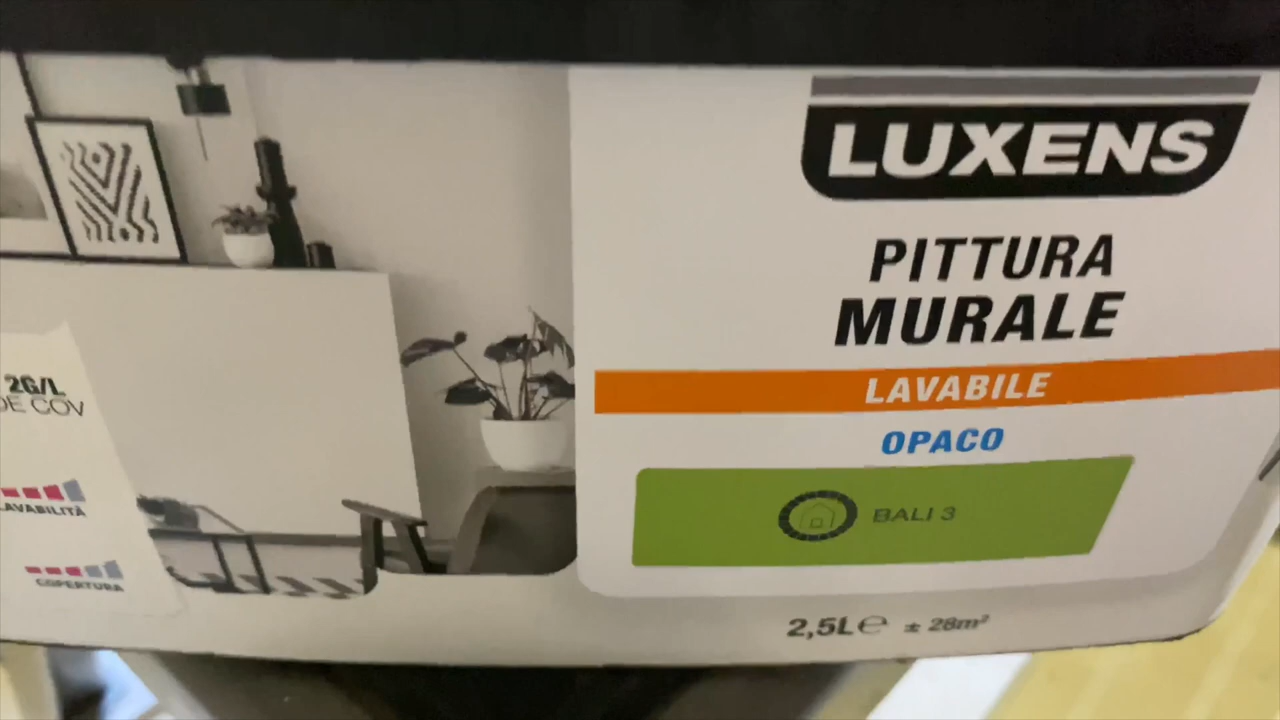 LUXENS
PITTURA
MURALE
LAVABILE
OPACO
BALI 3
2,5L℮ ± 28m²
2G/L
DE COV
LAVABILITÀ
COPERTURA